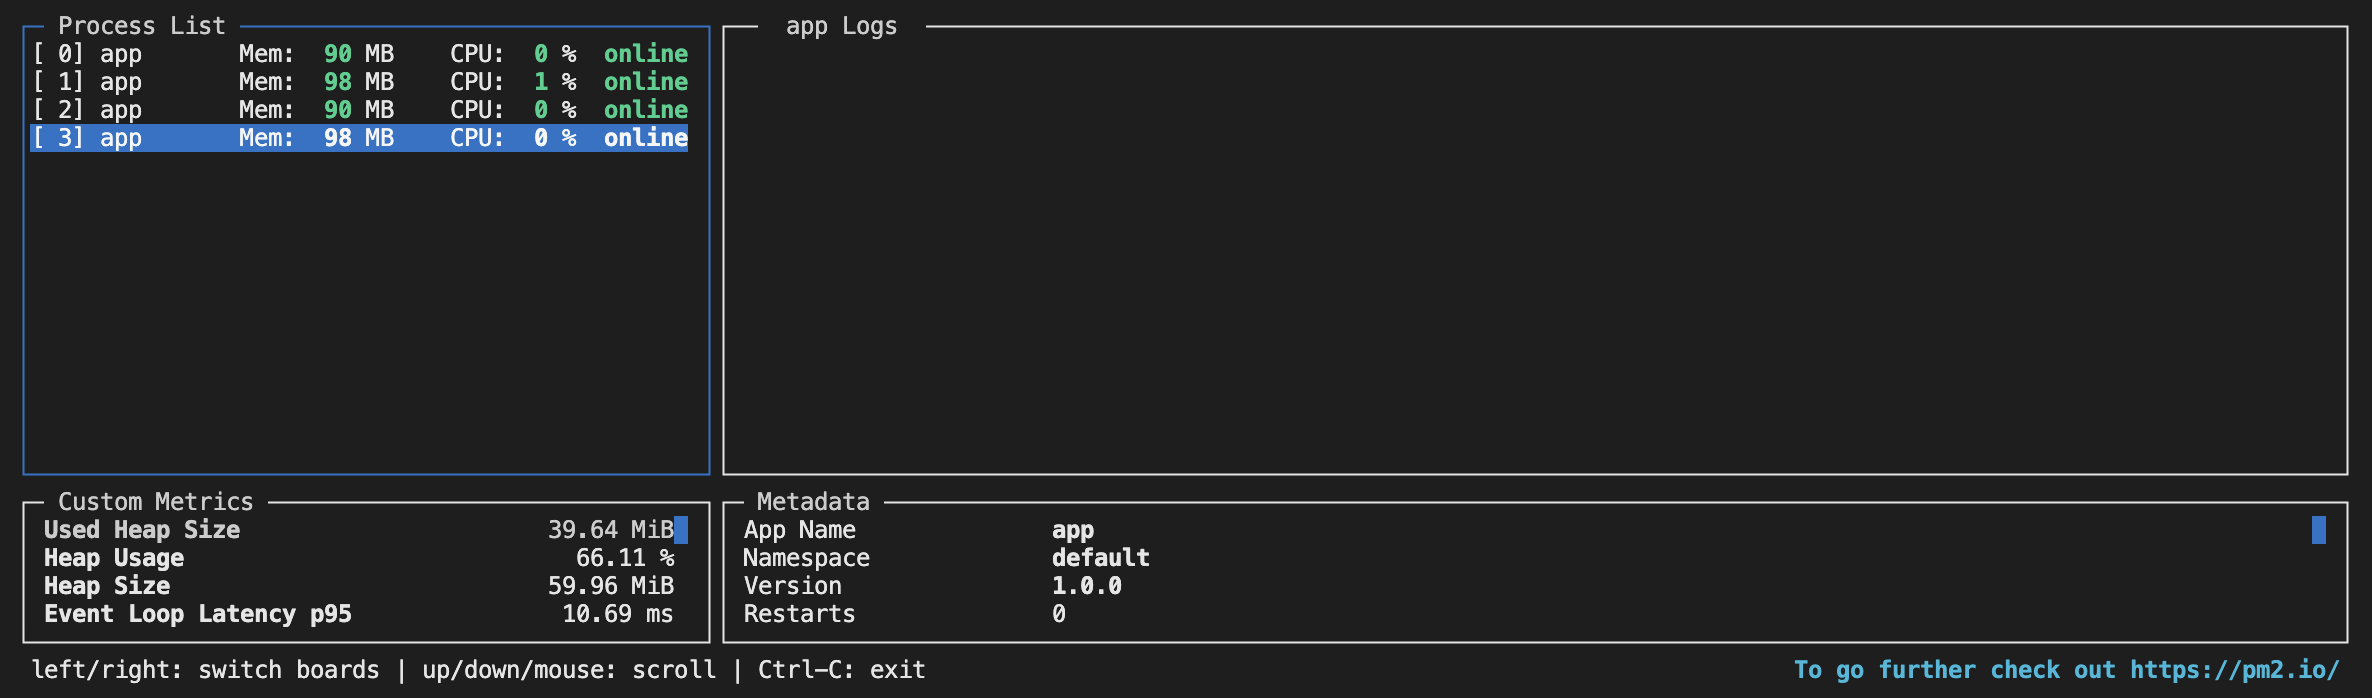 Process List
[ 0] app Mem: 90 MB CPU: 0 % online
[ 1] app Mem: 98 MB CPU: 1 % online
[ 2] app Mem: 90 MB CPU: 0 % online
[ 3] app Mem: 98 MB CPU: 0 % online
app Logs
Custom Metrics
Used Heap Size 39.64 MiB
Heap Usage 66.11 %
Heap Size 59.96 MiB
Event Loop Latency p95 10.69 ms
Metadata
App Name app
Namespace default
Version 1.0.0
Restarts 0
left/right: switch boards | up/down/mouse: scroll | Ctrl-C: exit
To go further check out https://pm2.io/